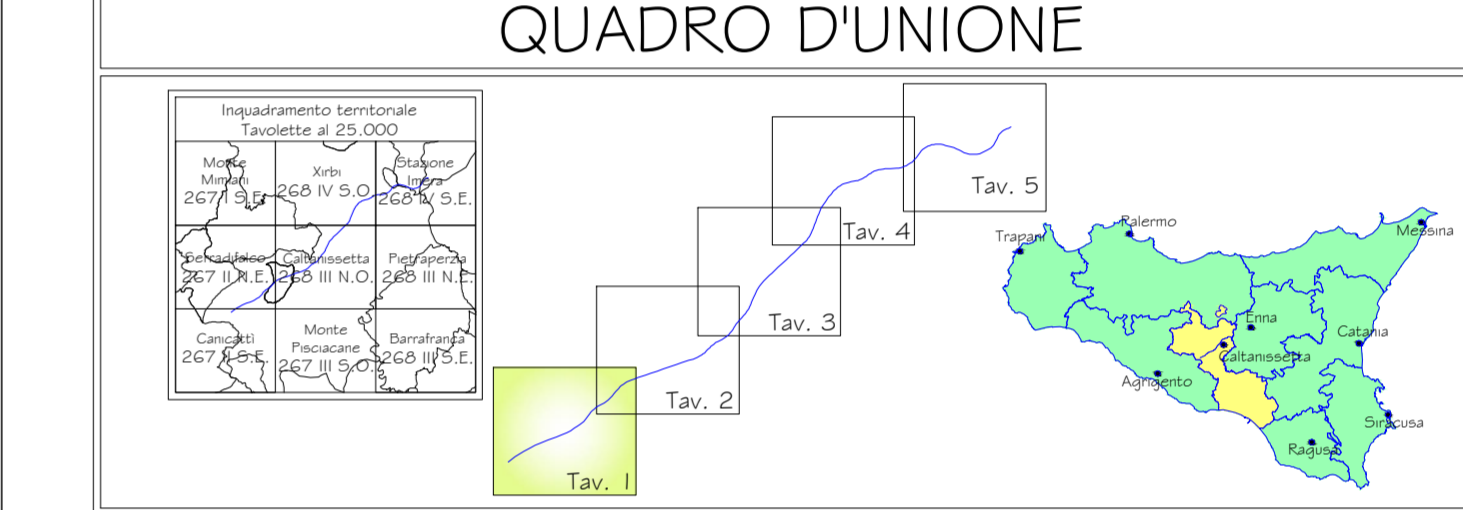 QUADRO D'UNIONE
Inquadramento territoriale
Tavolette al 25.000
Monte
Mimiani
267 I S.E.
Xirbi
268 IV S.O.
Stazione
Imera
268 IV S.E.
Serradifalco
267 II N.E.
Caltanissetta
268 III N.O.
Pietraperzia
268 III N.E.
Canicattì
267 II S.E.
Monte
Pisciacane
267 III S.O.
Barrafranca
268 III S.E.
Tav. 1
Tav. 2
Tav. 3
Tav. 4
Tav. 5
Trapani
Palermo
Messina
Enna
Catania
Caltanissetta
Agrigento
Siracusa
Ragusa